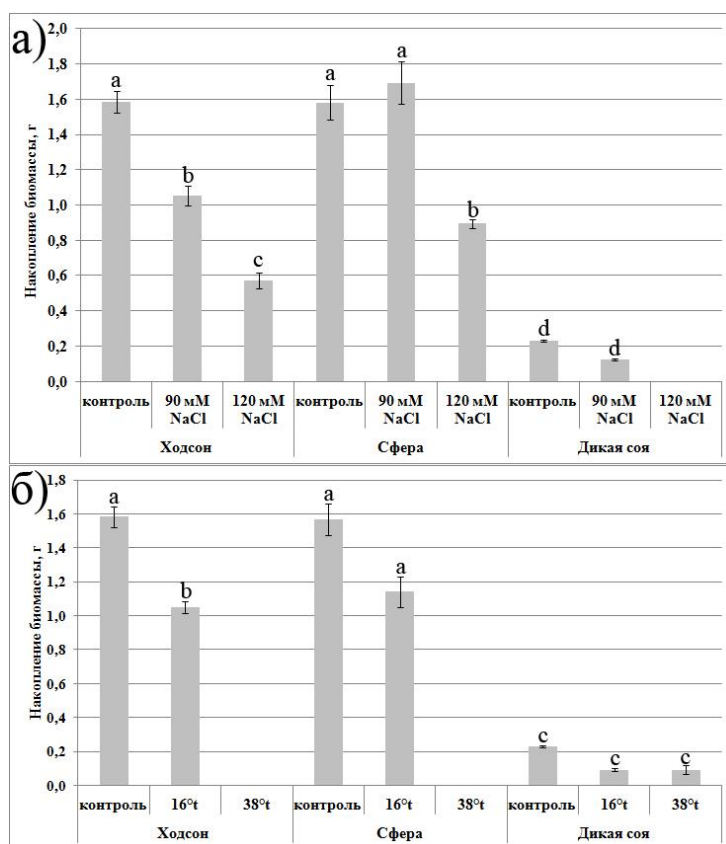 а)
Накопление биомассы, г
2,0
1,8
1,6
1,4
1,2
1,0
0,8
0,6
0,4
0,2
0,0
a
b
c
a
a
b
d
d
контроль 90 мМ 120 мМ контроль 90 мМ 120 мМ контроль 90 мМ 120 мМ
NaCl NaCl NaCl NaCl NaCl NaCl
Ходсон Сфера Дикая соя
б)
Накопление биомассы, г
1,8
1,6
1,4
1,2
1,0
0,8
0,6
0,4
0,2
0,0
a
b
a
a
c
c
c
контроль 16°t 38°t контроль 16°t 38°t контроль 16°t 38°t
Ходсон Сфера Дикая соя